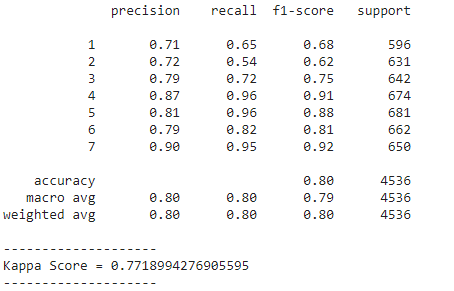 precision recall f1-score support
1 0.71 0.65 0.68 596
2 0.72 0.54 0.62 631
3 0.79 0.72 0.75 642
4 0.87 0.96 0.91 674
5 0.81 0.96 0.88 681
6 0.79 0.82 0.81 662
7 0.90 0.95 0.92 650
accuracy 0.80 4536
macro avg 0.80 0.80 0.79 4536
weighted avg 0.80 0.80 0.80 4536
--------------------
Kappa Score = 0.7718994276905595
--------------------